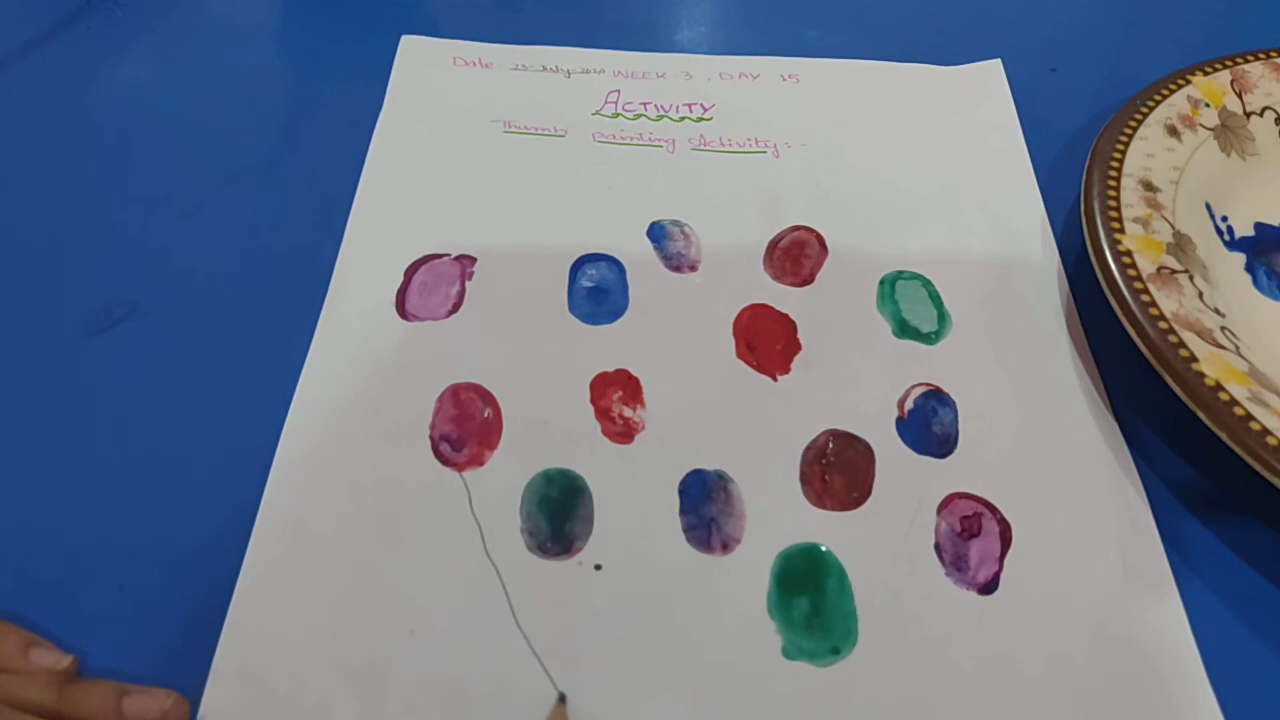 Date. 23-July-2020 WEEK 3, DAY 15
ACTIVITY
Thumb painting Activity:-